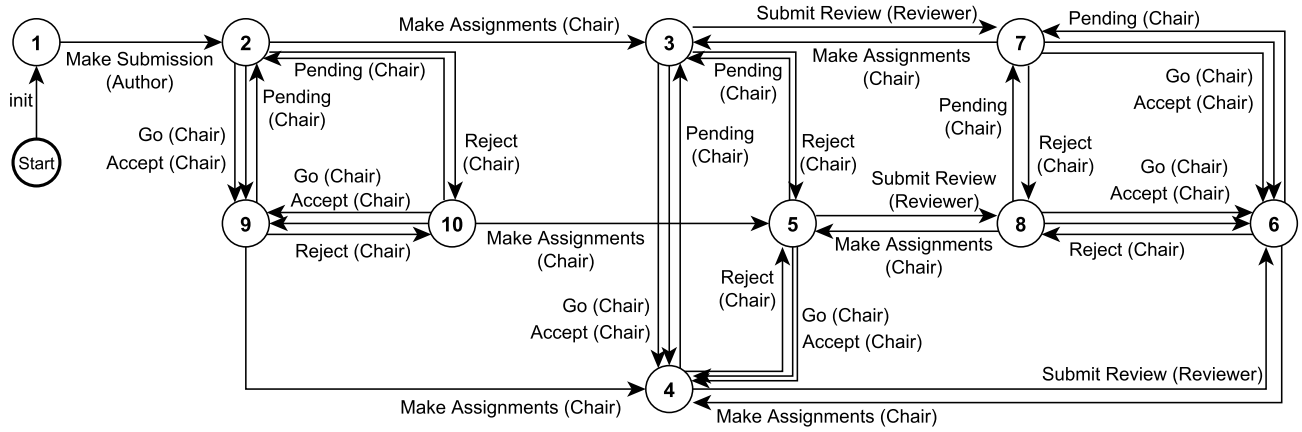 1
Make Submission
(Author)
init
Start
2
Make Assignments (Chair)
Pending (Chair)
Pending
(Chair)
Go (Chair)
Accept (Chair)
Reject
(Chair)
Go (Chair)
Accept (Chair)
9
Reject (Chair)
10
Make Assignments
(Chair)
3
Submit Review (Reviewer)
Make Assignments
(Chair)
Pending
(Chair)
Pending
(Chair)
Reject
(Chair)
7
Pending (Chair)
Go (Chair)
Accept (Chair)
Pending
(Chair)
Reject
(Chair)
Go (Chair)
Accept (Chair)
Submit Review
(Reviewer)
5
Make Assignments
(Chair)
8
Reject (Chair)
6
Reject
(Chair)
Go (Chair)
Accept (Chair)
Go (Chair)
Accept (Chair)
4
Make Assignments (Chair)
Submit Review (Reviewer)
Make Assignments (Chair)